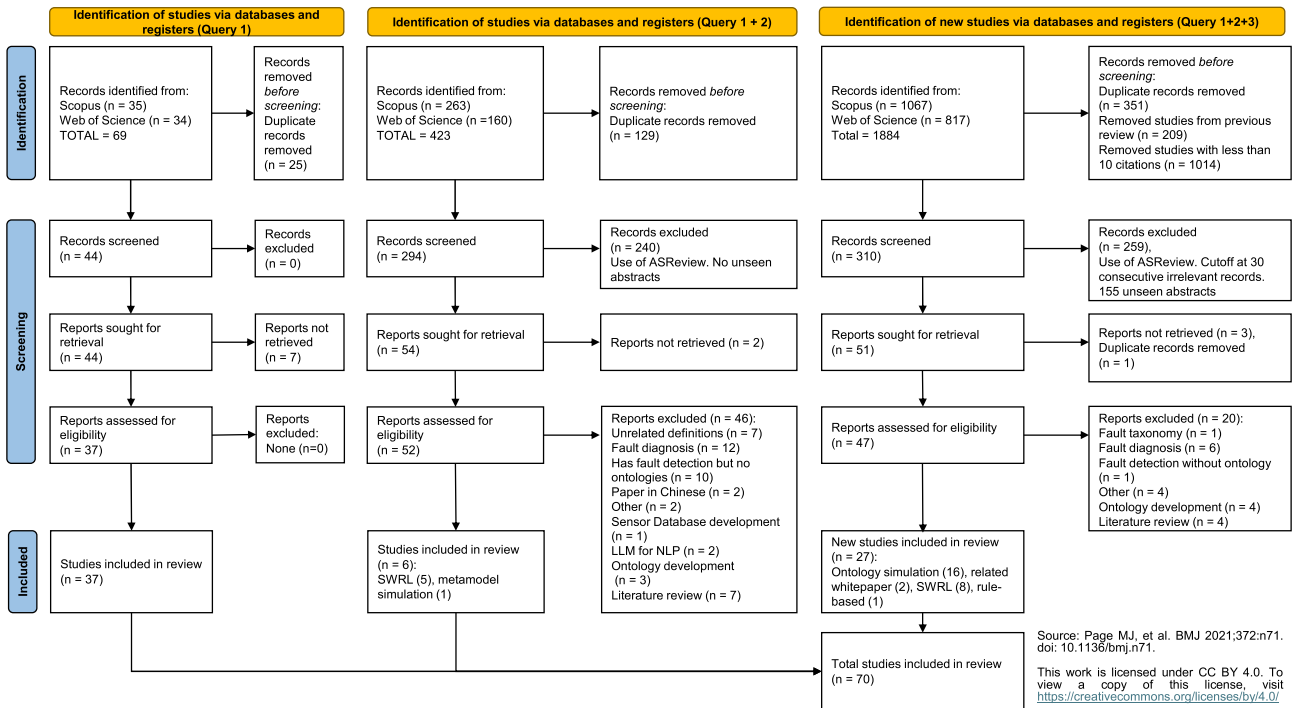 Identification of studies via databases and
registers (Query 1)
Identification of studies via databases and registers (Query 1 + 2)
Identification of new studies via databases and registers (Query 1+2+3)
Identification
Records identified from:
Scopus (n = 35)
Web of Science (n = 34)
TOTAL = 69
Records
removed
before
screening:
Duplicate
records
removed
(n = 25)
Records identified from:
Scopus (n = 263)
Web of Science (n =160)
TOTAL = 423
Records removed before
screening:
Duplicate records removed
(n = 129)
Records identified from:
Scopus (n = 1067)
Web of Science (n = 817)
Total = 1884
Records removed before
screening:
Duplicate records removed
(n = 351)
Removed studies from previous
review (n = 209)
Removed studies with less than
10 citations (n = 1014)
Screening
Records screened
(n = 44)
Records
excluded
(n = 0)
Records screened
(n = 294)
Records excluded
(n = 240)
Use of ASReview. No unseen
abstracts
Records screened
(n = 310)
Records excluded
(n = 259),
Use of ASReview. Cutoff at 30
consecutive irrelevant records.
155 unseen abstracts
Reports sought for
retrieval
(n = 44)
Reports not
retrieved
(n = 7)
Reports sought for retrieval
(n = 54)
Reports not retrieved (n = 2)
Reports sought for retrieval
(n = 51)
Reports not retrieved (n = 3),
Duplicate records removed
(n = 1)
Reports assessed for
eligibility
(n = 37)
Reports
excluded:
None (n=0)
Reports assessed for
eligibility
(n = 52)
Reports excluded (n = 46):
Unrelated definitions (n = 7)
Fault diagnosis (n = 12)
Has fault detection but no
ontologies (n = 10)
Paper in Chinese (n = 2)
Other (n = 2)
Sensor Database development
(n = 1)
LLM for NLP (n = 2)
Ontology development
(n = 3)
Literature review (n = 7)
Reports assessed for eligibility
(n = 47)
Reports excluded (n = 20):
Fault taxonomy (n = 1)
Fault diagnosis (n = 6)
Fault detection without ontology
(n = 1)
Other (n = 4)
Ontology development (n = 4)
Literature review (n = 4)
Included
Studies included in review
(n = 37)
Studies included in review
(n = 6):
SWRL (5), metamodel
simulation (1)
New studies included in review
(n = 27):
Ontology simulation (16), related
whitepaper (2), SWRL (8), rule-
based (1)
Total studies included in review
(n = 70)
Source: Page MJ, et al. BMJ 2021;372:n71.
doi: 10.1136/bmj.n71.
This work is licensed under CC BY 4.0. To
view a copy of this license, visit
https://creativecommons.org/licenses/by/4.0/